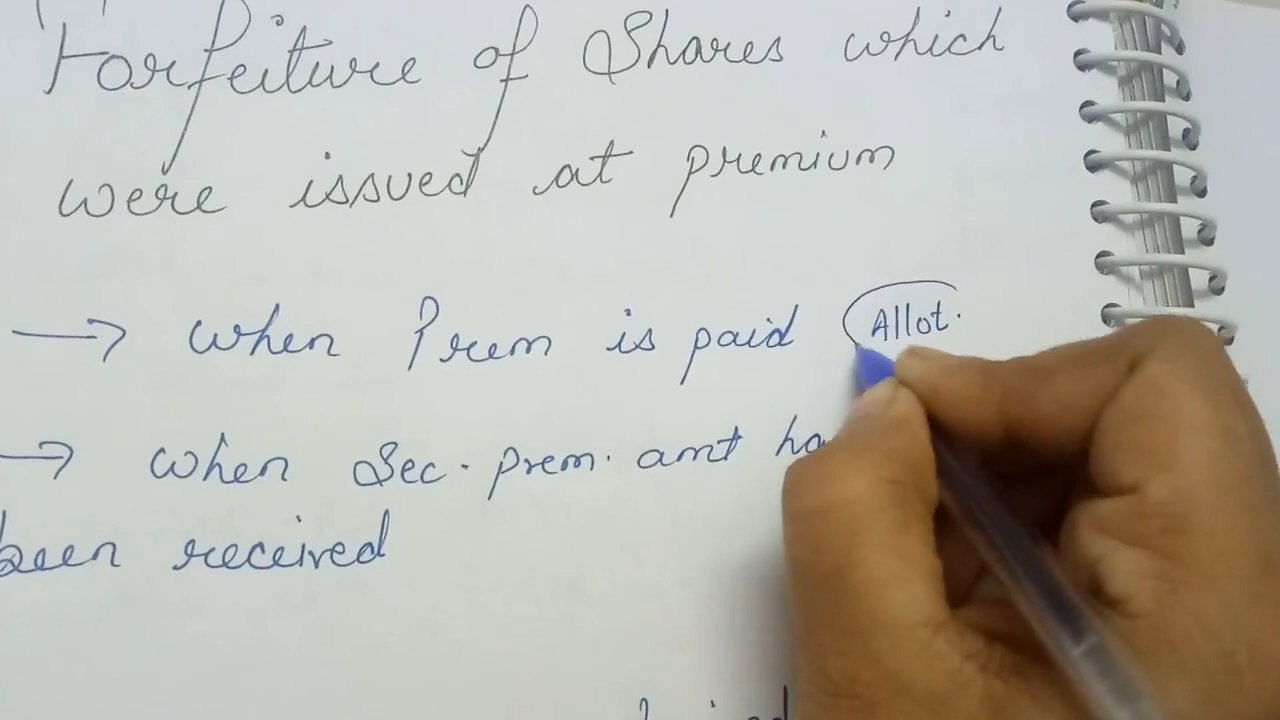 Forfeiture of Shares which
were issued at premium
→ when Prem is paid Allot.
→ when Sec. prem. amt
been received